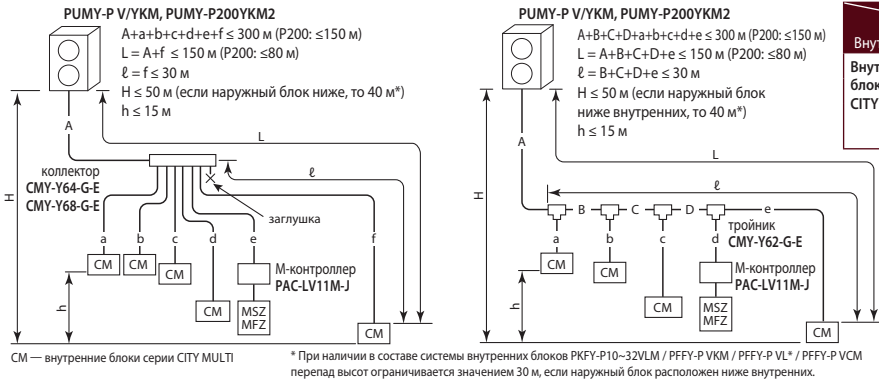 PUMY-P V/YKM, PUMY-P200YKM2
A+a+b+c+d+e+f ≤ 300 м (P200: ≤150 м)
L = A+f ≤ 150 м (P200: ≤80 м)
ℓ = f ≤ 30 м
H ≤ 50 м (если наружный блок ниже, то 40 м*)
h ≤ 15 м
A
L
H
коллектор
CMY-Y64-G-E
CMY-Y68-G-E
ℓ
заглушка
a
b
c
d
e
f
CM
CM
CM
М-контроллер
PAC-LV11M-J
h
CM
MSZ
MFZ
CM
CM — внутренние блоки серии CITY MULTI
PUMY-P V/YKM, PUMY-P200YKM2
A+B+C+D+a+b+c+d+e ≤ 300 м (P200: ≤150 м)
L = A+B+C+D+e ≤ 150 м (P200: ≤80 м)
ℓ = B+C+D+e ≤ 30 м
H ≤ 50 м (если наружный блок
ниже внутренних, то 40 м*)
h ≤ 15 м
A
L
H
ℓ
B
C
D
e
тройник
CMY-Y62-G-E
a
b
c
d
CM
CM
М-контроллер
PAC-LV11M-J
h
CM
MSZ
MFZ
CM
* При наличии в составе системы внутренних блоков PKFY-P10~32VLM / PFFY-P VKM / PFFY-P VL* / PFFY-P VCM
перепад высот ограничивается значением 30 м, если наружный блок расположен ниже внутренних.
Внут
Внут
блок
CITY